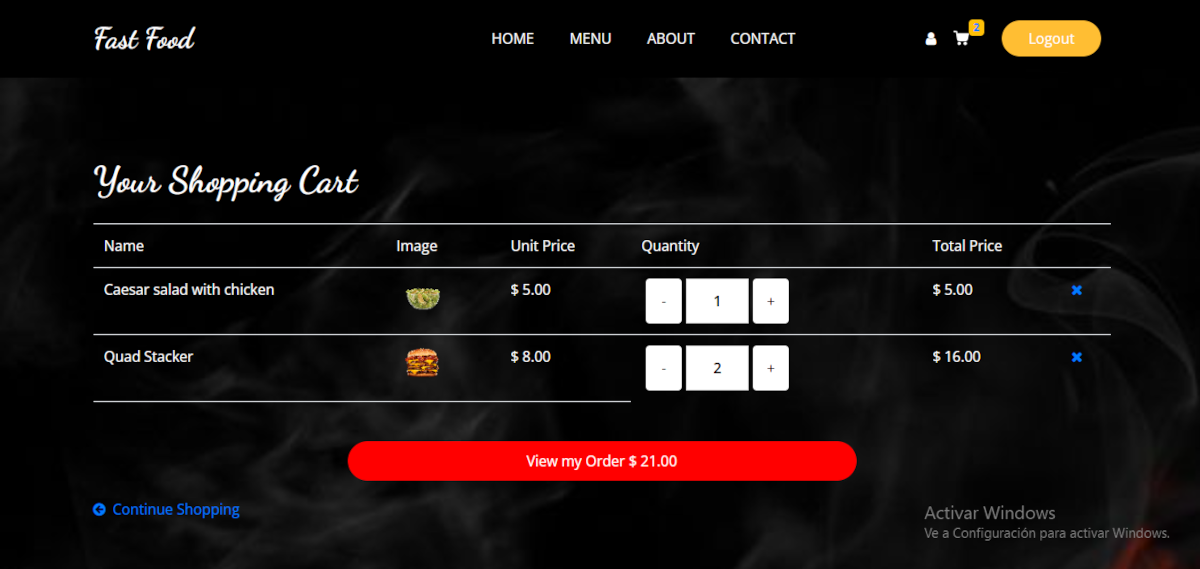 Fast Food HOME MENU ABOUT CONTACT 2 Logout
Your Shopping Cart
Name Image Unit Price Quantity Total Price
Caesar salad with chicken $ 5.00 - 1 + $ 5.00
Quad Stacker $ 8.00 - 2 + $ 16.00
View my Order $ 21.00
Continue Shopping
Activar Windows
Ve a Configuración para activar Windows.